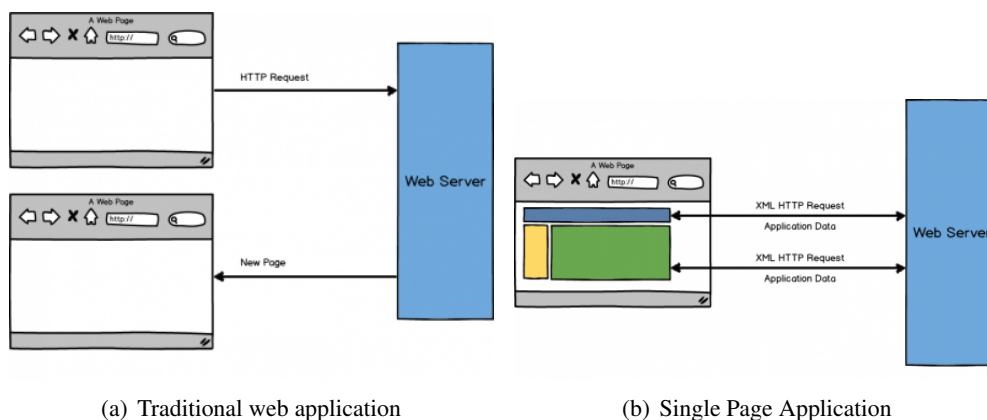 A Web Page
http://
HTTP Request
Web Server
A Web Page
http://
New Page
A Web Page
http://
XML HTTP Request
Application Data
Web Server
XML HTTP Request
Application Data
(a) Traditional web application
(b) Single Page Application